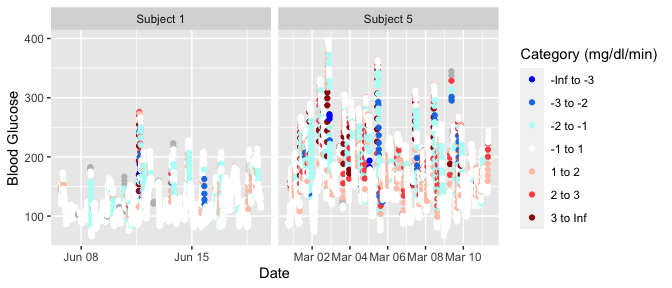 Subject 1
Subject 5
Category (mg/dl/min)
-Inf to -3
-3 to -2
-2 to -1
-1 to 1
1 to 2
2 to 3
3 to Inf
Blood Glucose
400
300
200
100
Jun 08
Jun 15
Mar 02
Mar 04
Mar 06
Mar 08
Mar 10
Date